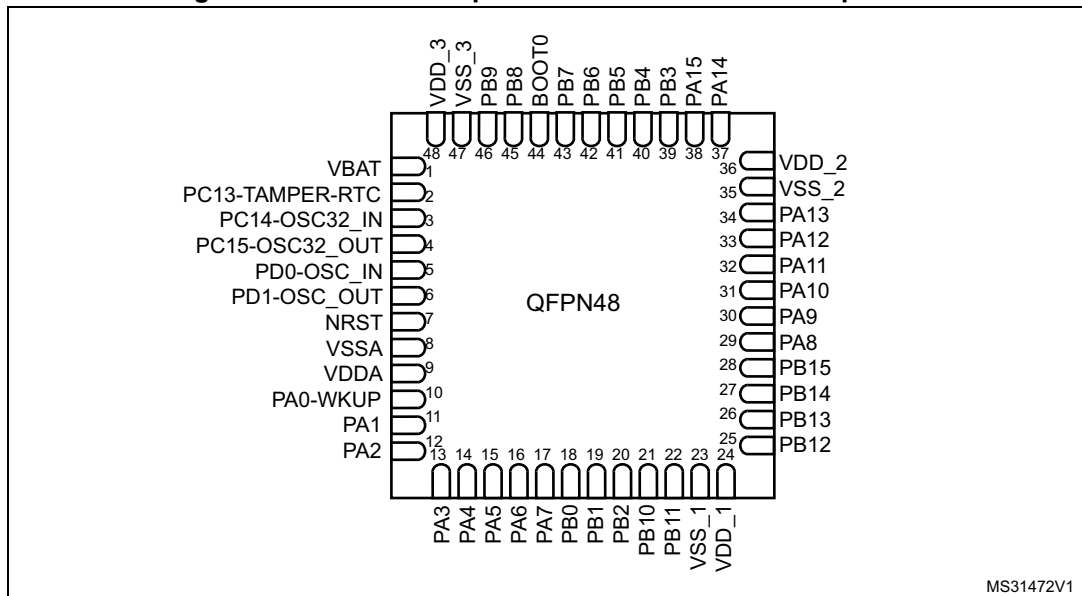 VDD_3
VSS_3
PB9
PB8
BOOT0
PB7
PB6
PB5
PB4
PB3
PA15
PA14
48 47 46 45 44 43 42 41 40 39 38 37
VBAT 1
PC13-TAMPER-RTC 2
PC14-OSC32_IN 3
PC15-OSC32_OUT 4
PD0-OSC_IN 5
PD1-OSC_OUT 6
NRST 7
VSSA 8
VDDA 9
PA0-WKUP 10
PA1 11
PA2 12
QFPN48
36 VDD_2
35 VSS_2
34 PA13
33 PA12
32 PA11
31 PA10
30 PA9
29 PA8
28 PB15
27 PB14
26 PB13
25 PB12
13 14 15 16 17 18 19 20 21 22 23 24
PA3
PA4
PA5
PA6
PA7
PB0
PB1
PB2
PB10
PB11
VSS_1
VDD_1
MS31472V1